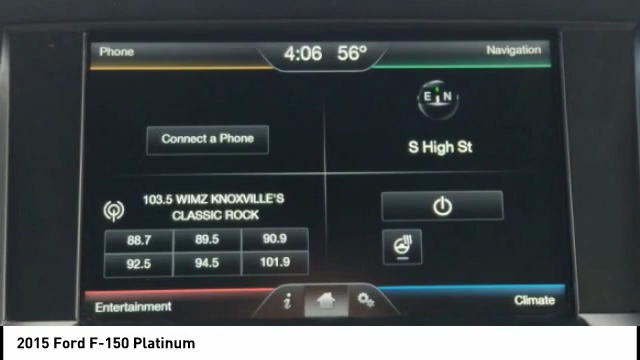 Phone
4:06 56°
Navigation
E N
Connect a Phone
S High St
103.5 WIMZ KNOXVILLE'S
CLASSIC ROCK
88.7 89.5 90.9
92.5 94.5 101.9
Entertainment
i
Climate
2015 Ford F-150 Platinum